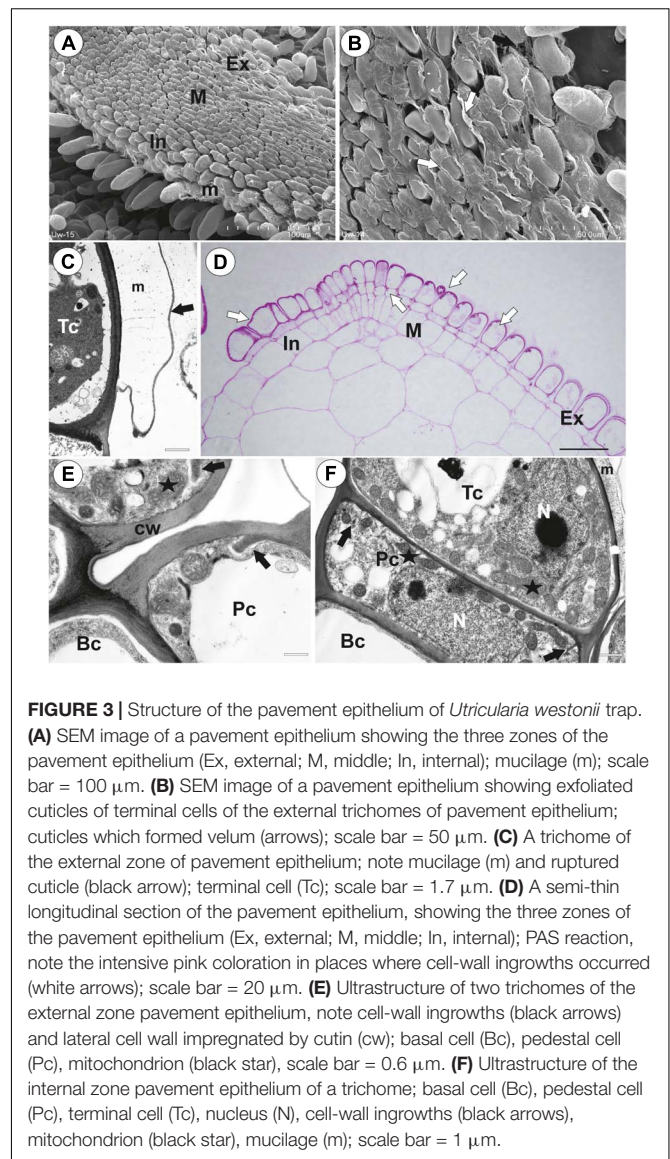 A
Ex
M
In
m
Uw-15
100um
B
50.0um
C
m
Tc
D
In
M
Ex
E
cw
Pc
Bc
F
m
Tc
N
Pc
N
Bc
FIGURE 3 | Structure of the pavement epithelium of Utricularia westonii trap.
(A) SEM image of a pavement epithelium showing the three zones of the
pavement epithelium (Ex, external; M, middle; In, internal); mucilage (m); scale
bar = 100 μm. (B) SEM image of a pavement epithelium showing exfoliated
cuticles of terminal cells of the external trichomes of pavement epithelium;
cuticles which formed velum (arrows); scale bar = 50 μm. (C) A trichome of
the external zone of pavement epithelium; note mucilage (m) and ruptured
cuticle (black arrow); terminal cell (Tc); scale bar = 1.7 μm. (D) A semi-thin
longitudinal section of the pavement epithelium, showing the three zones of
the pavement epithelium (Ex, external; M, middle; In, internal); PAS reaction,
note the intensive pink coloration in places where cell-wall ingrowths occurred
(white arrows); scale bar = 20 μm. (E) Ultrastructure of two trichomes of the
external zone pavement epithelium, note cell-wall ingrowths (black arrows)
and lateral cell wall impregnated by cutin (cw); basal cell (Bc), pedestal cell
(Pc), mitochondrion (black star), scale bar = 0.6 μm. (F) Ultrastructure of the
internal zone pavement epithelium of a trichome; basal cell (Bc), pedestal cell
(Pc), terminal cell (Tc), nucleus (N), cell-wall ingrowths (black arrows),
mitochondrion (black star), mucilage (m); scale bar = 1 μm.